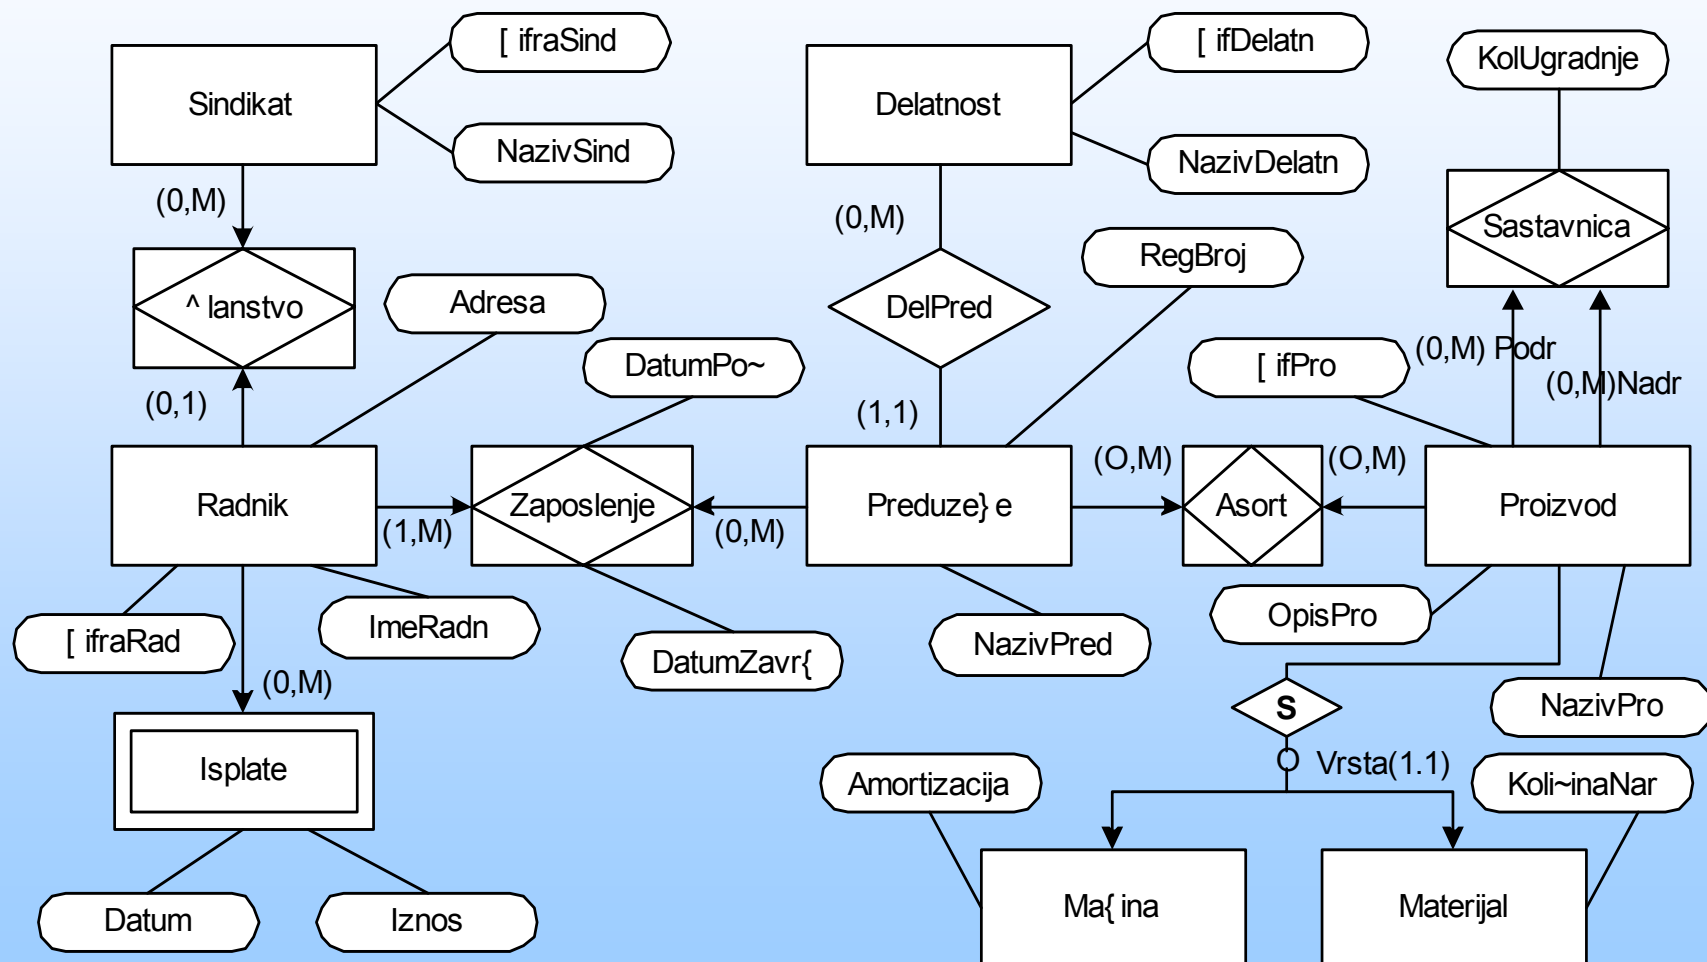 [ ifraSind
[ ifDelatn
KolUgradnje
Sindikat
Delatnost
NazivSind
NazivDelatn
(0,M)
(0,M)
Sastavnica
RegBroj
^ lanstvo
Adresa
DelPred
DatumPo~
[ ifPro
(0,M) Podr
(0,1)
(1,1)
(0,M)Nadr
(O,M)
(O,M)
Radnik
Zaposlenje
Preduze} e
Asort
Proizvod
(1,M)
(0,M)
[ ifraRad
ImeRadn
DatumZavr{
NazivPred
OpisPro
(0,M)
S
NazivPro
Isplate
Vrsta(1.1)
Amortizacija
Koli~inaNar
Datum
Iznos
Ma{ ina
Materijal